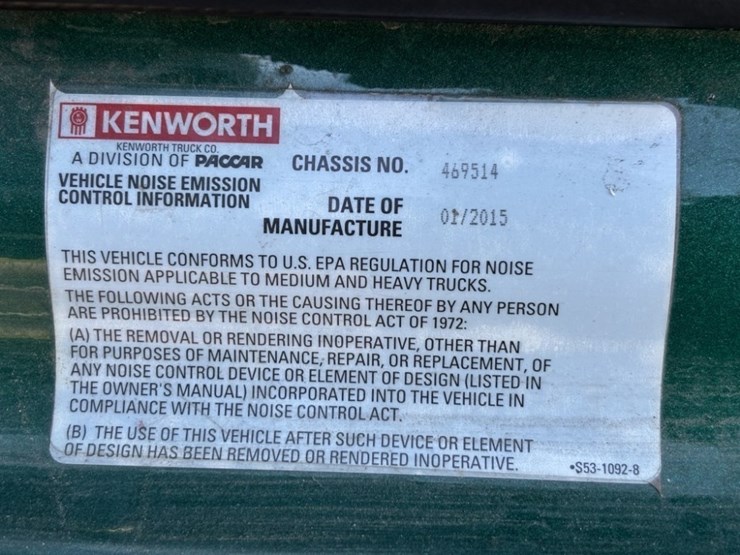 KENWORTH
KENWORTH TRUCK CO.
A DIVISION OF PACCAR
VEHICLE NOISE EMISSION
CONTROL INFORMATION
CHASSIS NO. 469514
DATE OF
MANUFACTURE 01/2015
THIS VEHICLE CONFORMS TO U.S. EPA REGULATION FOR NOISE
EMISSION APPLICABLE TO MEDIUM AND HEAVY TRUCKS.
THE FOLLOWING ACTS OR THE CAUSING THEREOF BY ANY PERSON
ARE PROHIBITED BY THE NOISE CONTROL ACT OF 1972:
(A) THE REMOVAL OR RENDERING INOPERATIVE, OTHER THAN
FOR PURPOSES OF MAINTENANCE, REPAIR, OR REPLACEMENT, OF
ANY NOISE CONTROL DEVICE OR ELEMENT OF DESIGN (LISTED IN
THE OWNER'S MANUAL) INCORPORATED INTO THE VEHICLE IN
COMPLIANCE WITH THE NOISE CONTROL ACT.
(B) THE USE OF THIS VEHICLE AFTER SUCH DEVICE OR ELEMENT
OF DESIGN HAS BEEN REMOVED OR RENDERED INOPERATIVE.
•S53-1092-8